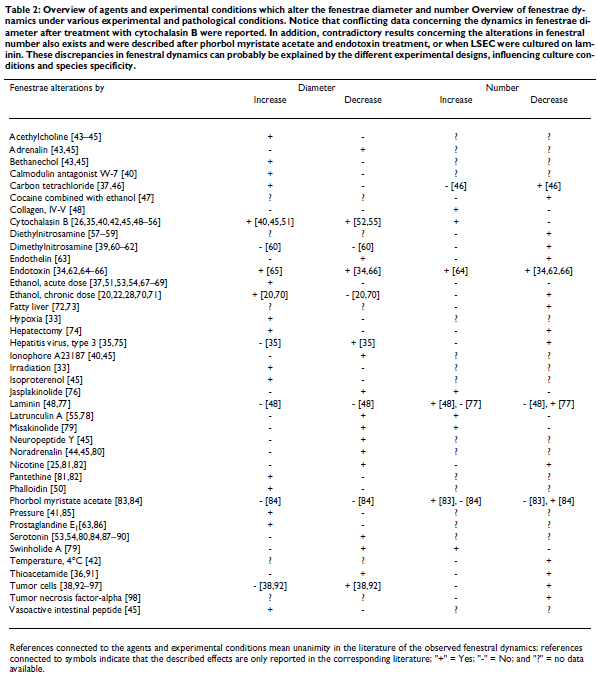 Table 2: Overview of agents and experimental conditions which alter the fenestrae diameter and number Overview of fenestrae dy-
namics under various experimental and pathological conditions. Notice that conflicting data concerning the dynamics in fenestrae di-
ameter after treatment with cytochalasin B were reported. In addition, contradictory results concerning the alterations in fenestral
number also exists and were described after phorbol myristate acetate and endotoxin treatment, or when LSEC were cultured on lam-
inin. These discrepancies in fenestral dynamics can probably be explained by the different experimental designs, influencing culture con-
ditions and species specificity.
Fenestrae alterations by Diameter Number
Increase Decrease Increase Decrease
Acethylcholine [43–45] + - ? ?
Adrenalin [43,45] - + ? ?
Bethanechol [43,45] + - ? ?
Calmodulin antagonist W-7 [40] + - ? ?
Carbon tetrachloride [37,46] + - - [46] + [46]
Cocaine combined with ethanol [47] ? ? - +
Collagen, IV-V [48] - - + -
Cytochalasin B [26,35,40,42,45,48–56] + [40,45,51] + [52,55] + -
Diethylnitrosamine [57–59] ? ? - +
Dimethylnitrosamine [39,60–62] - [60] - [60] - +
Endothelin [63] - + - +
Endotoxin [34,62,64–66] + [65] + [34,66] + [64] + [34,62,66]
Ethanol, acute dose [37,51,53,54,67–69] + - - -
Ethanol, chronic dose [20,22,28,70,71] + [20,70] - [20,70] - +
Fatty liver [72,73] ? ? - +
Hypoxia [33] + - ? ?
Hepatectomy [74] + - - +
Hepatitis virus, type 3 [35,75] - [35] + [35] - +
Ionophore A23187 [40,45] - + ? ?
Irradiation [33] + - ? ?
Isoproterenol [45] + - ? ?
Jasplakinolide [76] - + + -
Laminin [48,77] - [48] - [48] + [48], - [77] - [48], + [77]
Latrunculin A [55,78] - + + -
Misakinolide [79] - + + -
Neuropeptide Y [45] - + ? ?
Noradrenalin [44,45,80] - + ? ?
Nicotine [25,81,82] - + - +
Pantethine [81,82] + - ? ?
Phalloidin [50] + - ? ?
Phorbol myristate acetate [83,84] - [84] - [84] + [83], - [84] - [83], + [84]
Pressure [41,85] + - ? ?
Prostaglandine E1[63,86] + - ? ?
Serotonin [53,54,80,84,87–90] - + ? ?
Swinholide A [79] - + + -
Temperature, 4°C [42] ? ? - +
Thioacetamide [36,91] - + - +
Tumor cells [38,92–97] - [38,92] + [38,92] - +
Tumor necrosis factor-alpha [98] ? ? - +
Vasoactive intestinal peptide [45] + - ? ?
References connected to the agents and experimental conditions mean unanimity in the literature of the observed fenestral dynamics; references
connected to symbols indicate that the described effects are only reported in the corresponding literature; "+" = Yes; "-" = No; and "?" = no data
available.